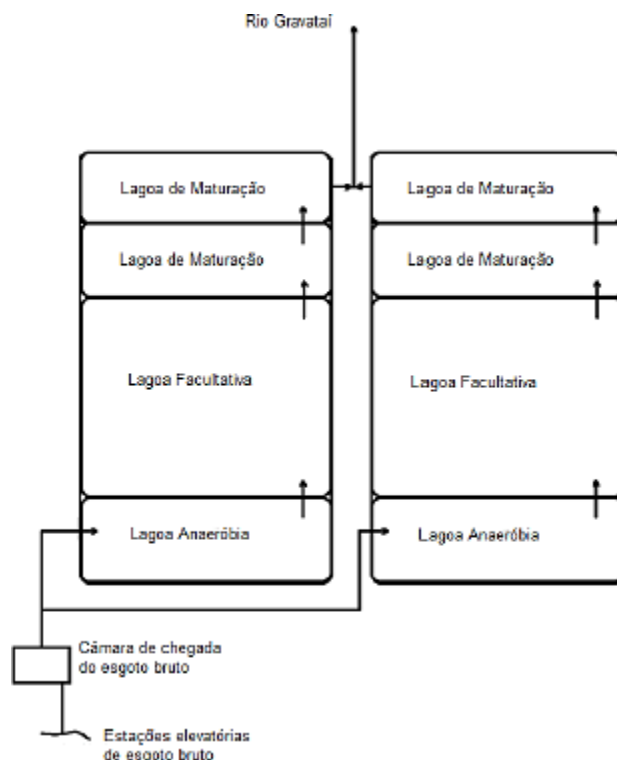 Rio Gravataí
Lagoa de Maturação
Lagoa de Maturação
Lagoa de Maturação
Lagoa de Maturação
Lagoa Facultativa
Lagoa Facultativa
Lagoa Anaeróbia
Lagoa Anaeróbia
Câmara de chegada
do esgoto bruto
Estações elevatórias
de esgoto bruto